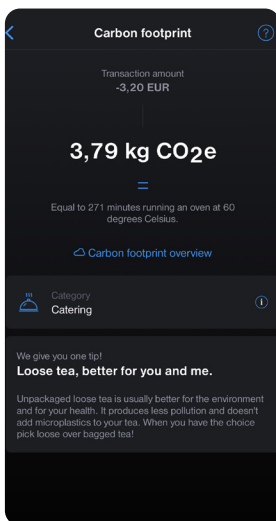 Carbon footprint
?
Transaction amount
-3,20 EUR
3,79 kg CO2e
=
Equal to 271 minutes running an oven at 60
degrees Celsius.
Carbon footprint overview
Category
Catering
i
We give you one tip!
Loose tea, better for you and me.
Unpackaged loose tea is usually better for the environment
and for your health. It produces less pollution and doesn't
add microplastics to your tea. When you have the choice
pick loose over bagged tea!